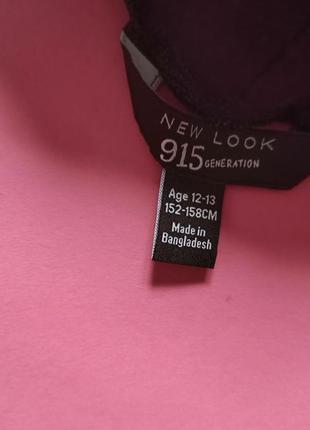 NEW LOOK
915 GENERATION
Age 12-13
152-158CM
Made in
Bangladesh